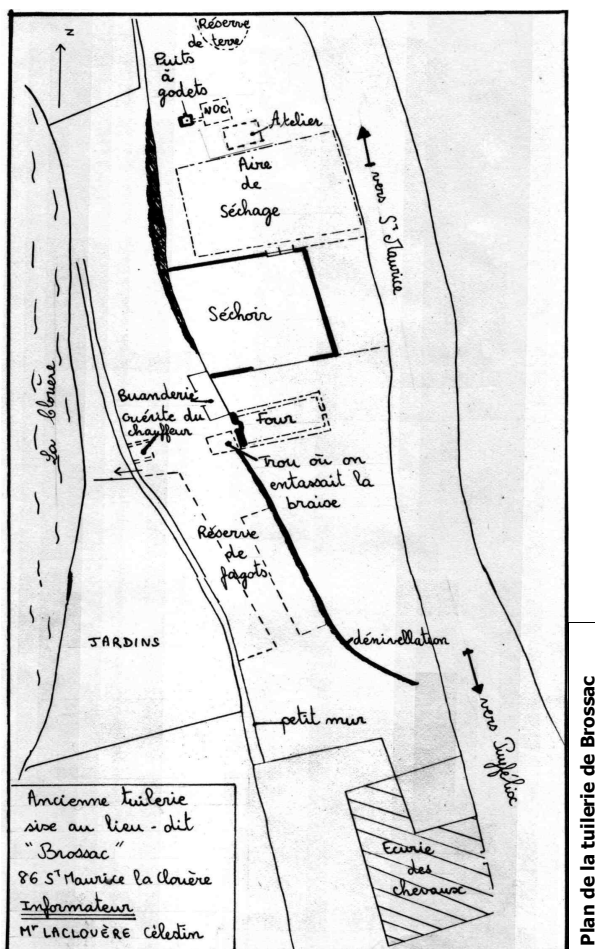 Réserve
de terre
N
Puits
à
godets
NOC
Atelier
Aire
de
Séchage
vers St Maurice
Séchoir
La Clouère
Buanderie
Guérite du
chauffeur
Four
Trou où on
entassait la
braise
Réserve
de
fagots
JARDINS
dénivellation
petit mur
vers Puyfélix
Ancienne tuilerie
sise au lieu-dit
"Brossac"
86 St Maurice la Clouère
Informateur
Mr LACLOUÈRE Célestin
Ecurie
des
chevaux
Plan de la tuilerie de Brossac